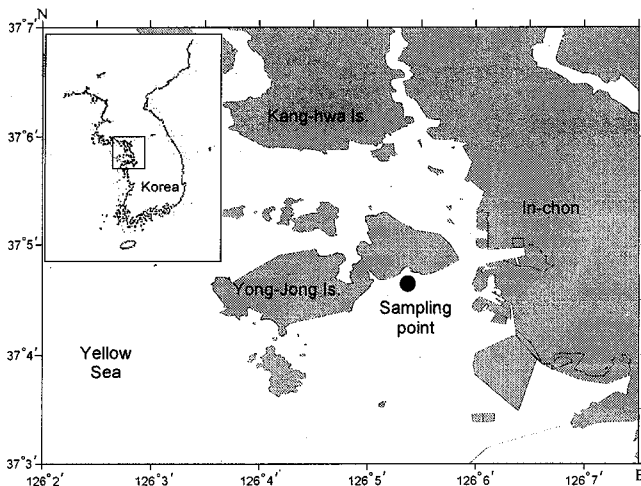 N
37°7'
37°6'
37°5'
37°4'
37°3'
Korea
Kang-hwa Is.
In-chon
Yong-Jong Is.
Sampling
point
Yellow
Sea
126°2' 126°3' 126°4' 126°5' 126°6' 126°7' E